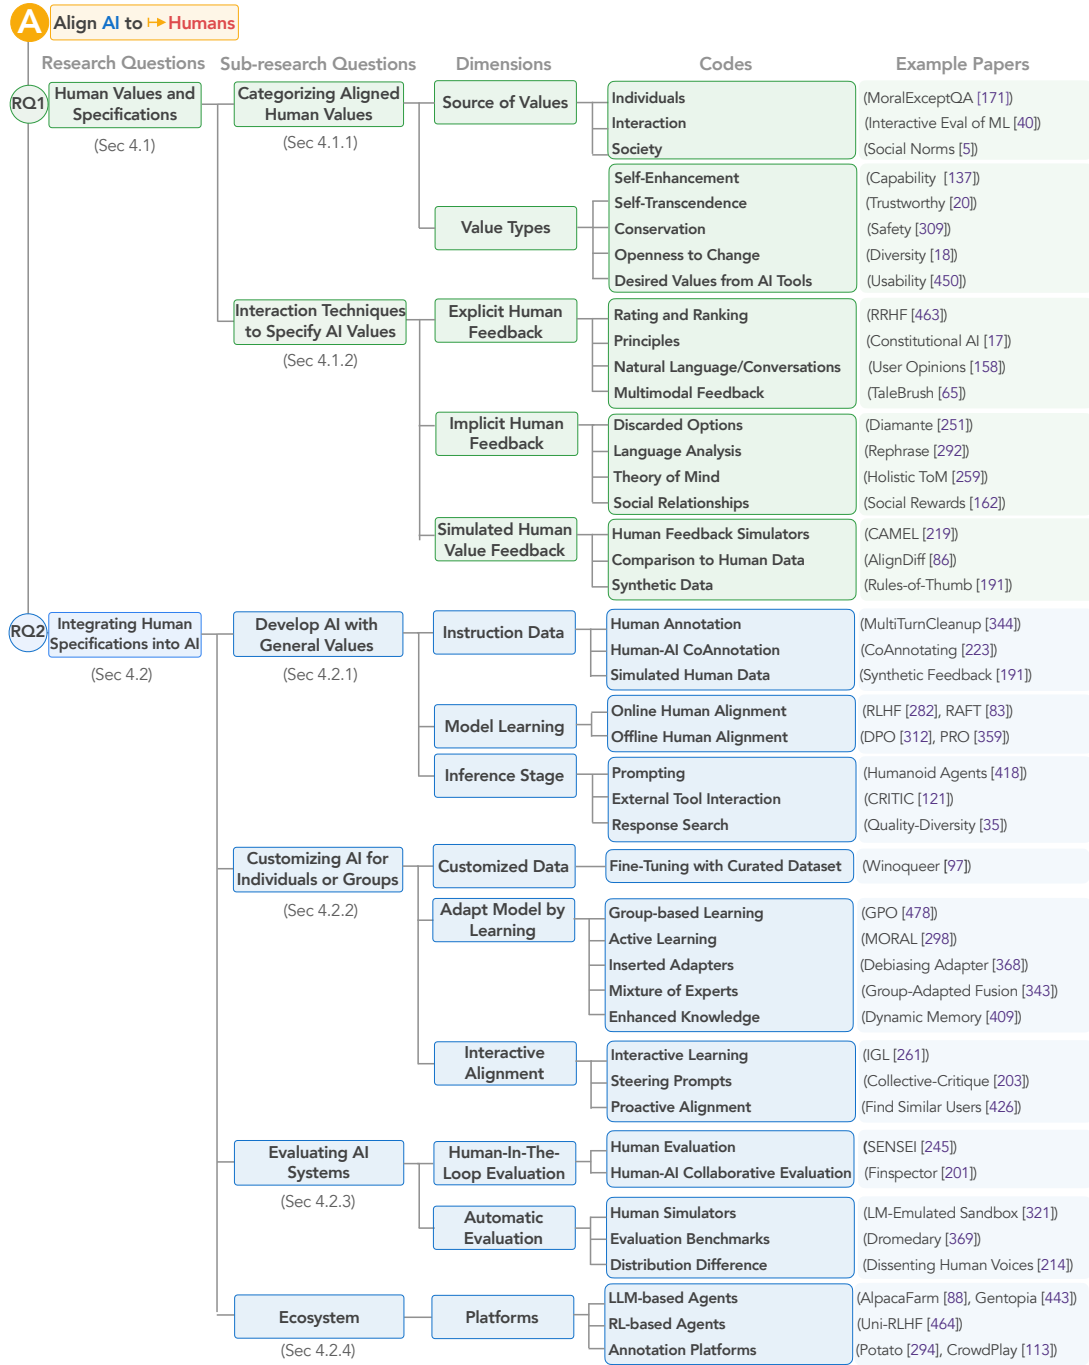 A Align AI to ↦ Humans
Research Questions Sub-research Questions Dimensions Codes Example Papers
RQ1
Human Values and
Specifications
(Sec 4.1)
Categorizing Aligned
Human Values
(Sec 4.1.1)
Source of Values
Individuals (MoralExceptQA [171])
Interaction (Interactive Eval of ML [40])
Society (Social Norms [5])
Value Types
Self-Enhancement (Capability [137])
Self-Transcendence (Trustworthy [20])
Conservation (Safety [309])
Openness to Change (Diversity [18])
Desired Values from AI Tools (Usability [450])
Interaction Techniques
to Specify AI Values
(Sec 4.1.2)
Explicit Human
Feedback
Rating and Ranking (RRHF [463])
Principles (Constitutional AI [17])
Natural Language/Conversations (User Opinions [158])
Multimodal Feedback (TaleBrush [65])
Implicit Human
Feedback
Discarded Options (Diamante [251])
Language Analysis (Rephrase [292])
Theory of Mind (Holistic ToM [259])
Social Relationships (Social Rewards [162])
Simulated Human
Value Feedback
Human Feedback Simulators (CAMEL [219])
Comparison to Human Data (AlignDiff [86])
Synthetic Data (Rules-of-Thumb [191])
RQ2
Integrating Human
Specifications into AI
(Sec 4.2)
Develop AI with
General Values
(Sec 4.2.1)
Instruction Data
Human Annotation (MultiTurnCleanup [344])
Human-AI CoAnnotation (CoAnnotating [223])
Simulated Human Data (Synthetic Feedback [191])
Model Learning
Online Human Alignment (RLHF [282], RAFT [83])
Offline Human Alignment (DPO [312], PRO [359])
Inference Stage
Prompting (Humanoid Agents [418])
External Tool Interaction (CRITIC [121])
Response Search (Quality-Diversity [35])
Customizing AI for
Individuals or Groups
(Sec 4.2.2)
Customized Data
Fine-Tuning with Curated Dataset (Winoqueer [97])
Adapt Model by
Learning
Group-based Learning (GPO [478])
Active Learning (MORAL [298])
Inserted Adapters (Debiasing Adapter [368])
Mixture of Experts (Group-Adapted Fusion [343])
Enhanced Knowledge (Dynamic Memory [409])
Interactive
Alignment
Interactive Learning (IGL [261])
Steering Prompts (Collective-Critique [203])
Proactive Alignment (Find Similar Users [426])
Evaluating AI
Systems
(Sec 4.2.3)
Human-In-The-
Loop Evaluation
Human Evaluation (SENSEI [245])
Human-AI Collaborative Evaluation (Finspector [201])
Automatic
Evaluation
Human Simulators (LM-Emulated Sandbox [321])
Evaluation Benchmarks (Dromedary [369])
Distribution Difference (Dissenting Human Voices [214])
Ecosystem
(Sec 4.2.4)
Platforms
LLM-based Agents (AlpacaFarm [88], Gentopia [443])
RL-based Agents (Uni-RLHF [464])
Annotation Platforms (Potato [294], CrowdPlay [113])